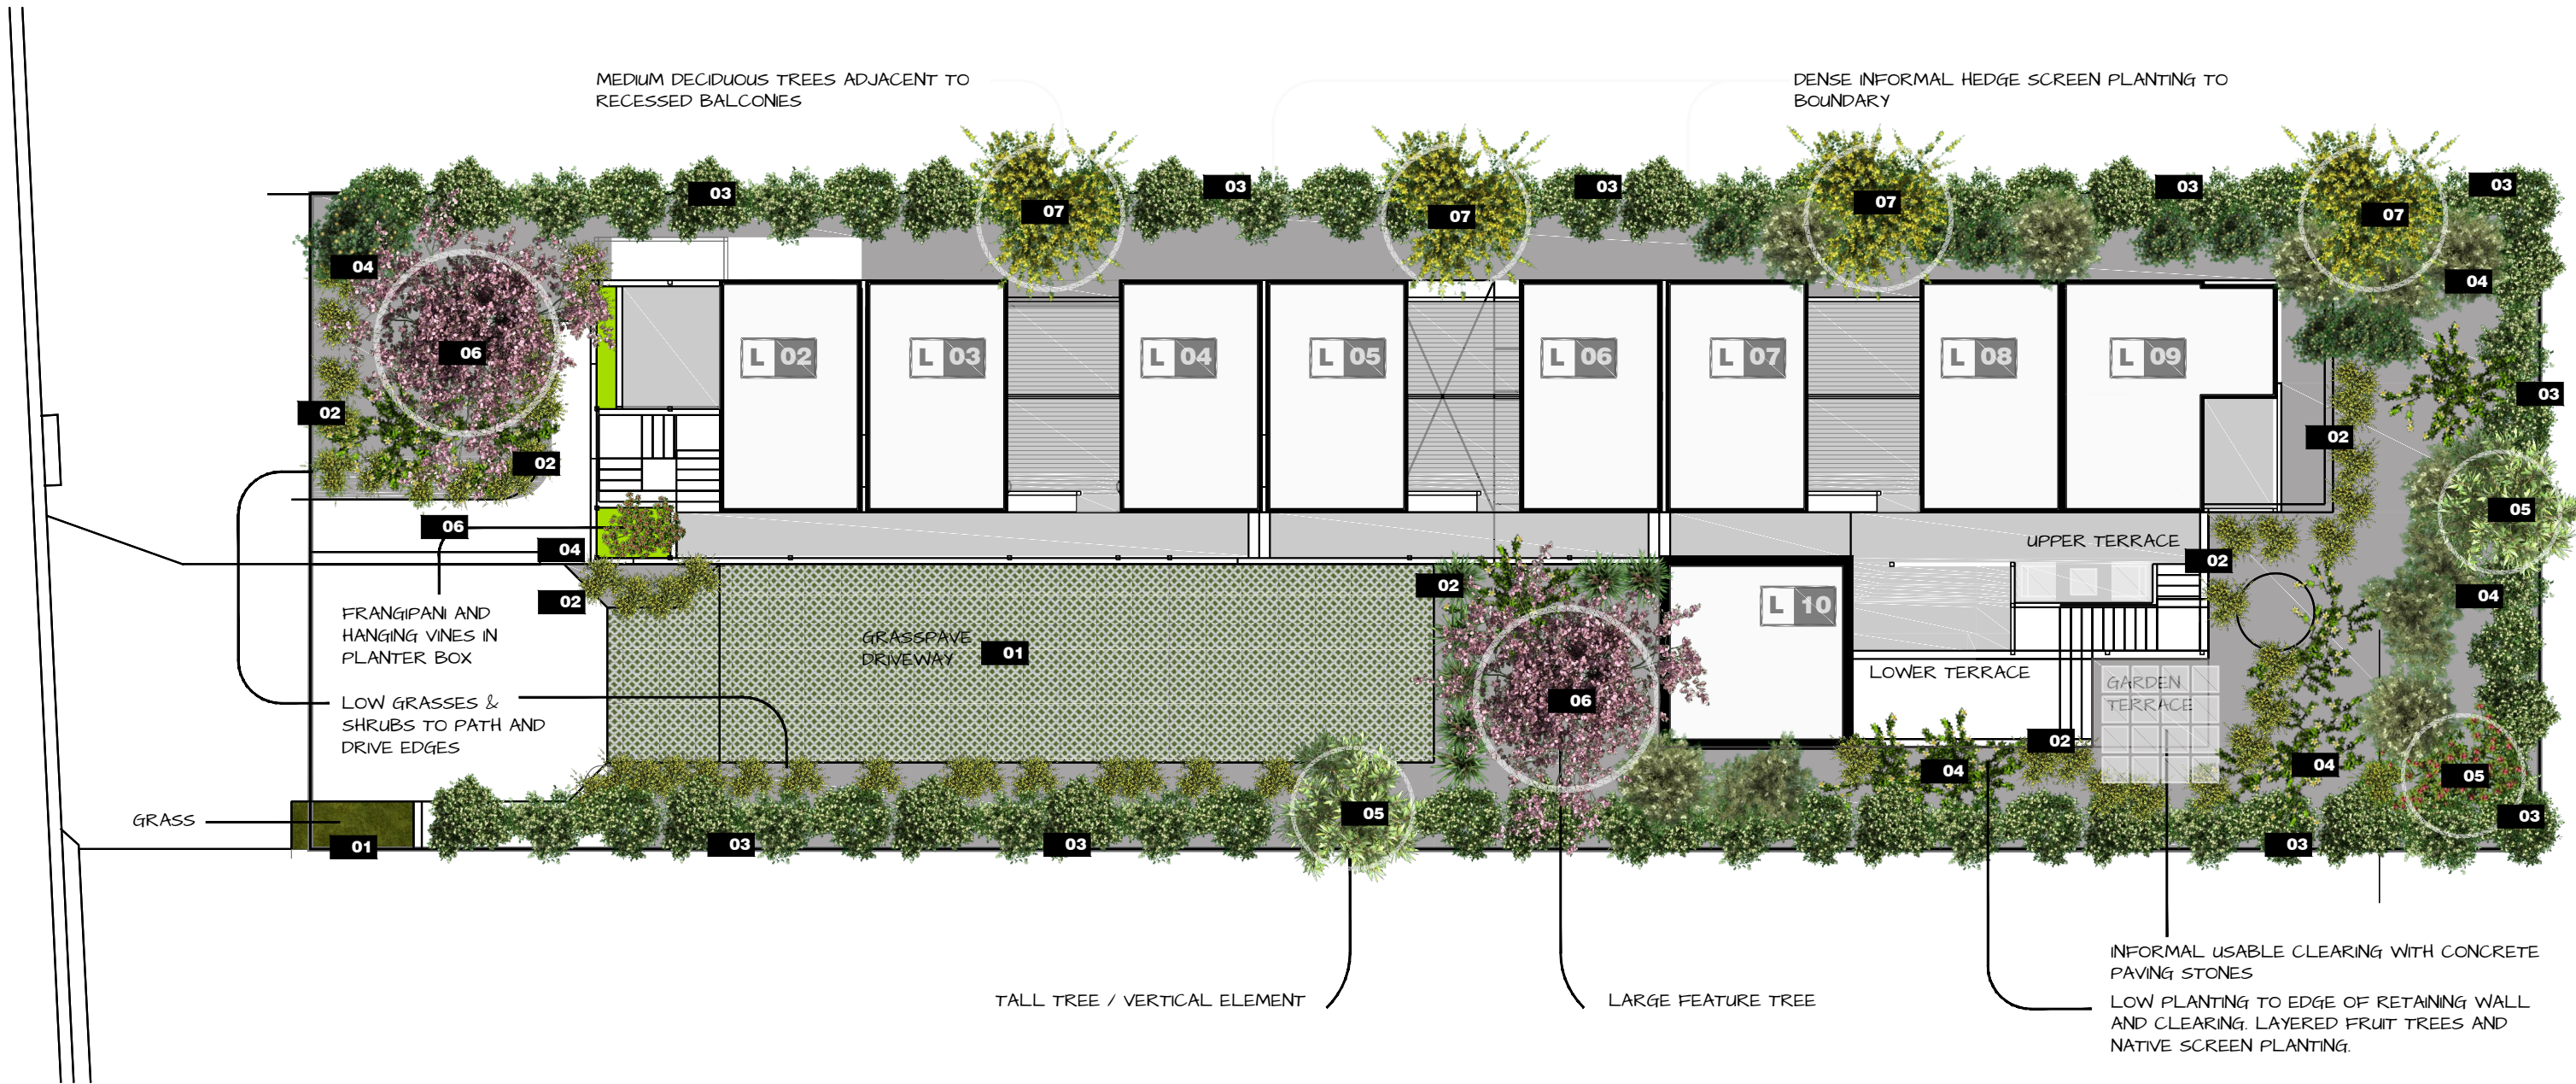 MEDIUM DECIDUOUS TREES ADJACENT TO
RECESSED BALCONIES
DENSE INFORMAL HEDGE SCREEN PLANTING TO
BOUNDARY
03
03
03
03
03
07
07
07
07
04
04
06
L 02
L 03
L 04
L 05
L 06
L 07
L 08
L 09
03
02
02
02
05
06
04
UPPER TERRACE
02
02
02
04
FRANGIPANI AND
HANGING VINES IN
PLANTER BOX
GRASSPAVE
DRIVEWAY
01
L 10
LOWER TERRACE
GARDEN
TERRACE
06
LOW GRASSES &
SHRUBS TO PATH AND
DRIVE EDGES
02
04
04
05
GRASS
01
03
03
05
03
03
INFORMAL USABLE CLEARING WITH CONCRETE
PAVING STONES
TALL TREE / VERTICAL ELEMENT
LARGE FEATURE TREE
LOW PLANTING TO EDGE OF RETAINING WALL
AND CLEARING. LAYERED FRUIT TREES AND
NATIVE SCREEN PLANTING.